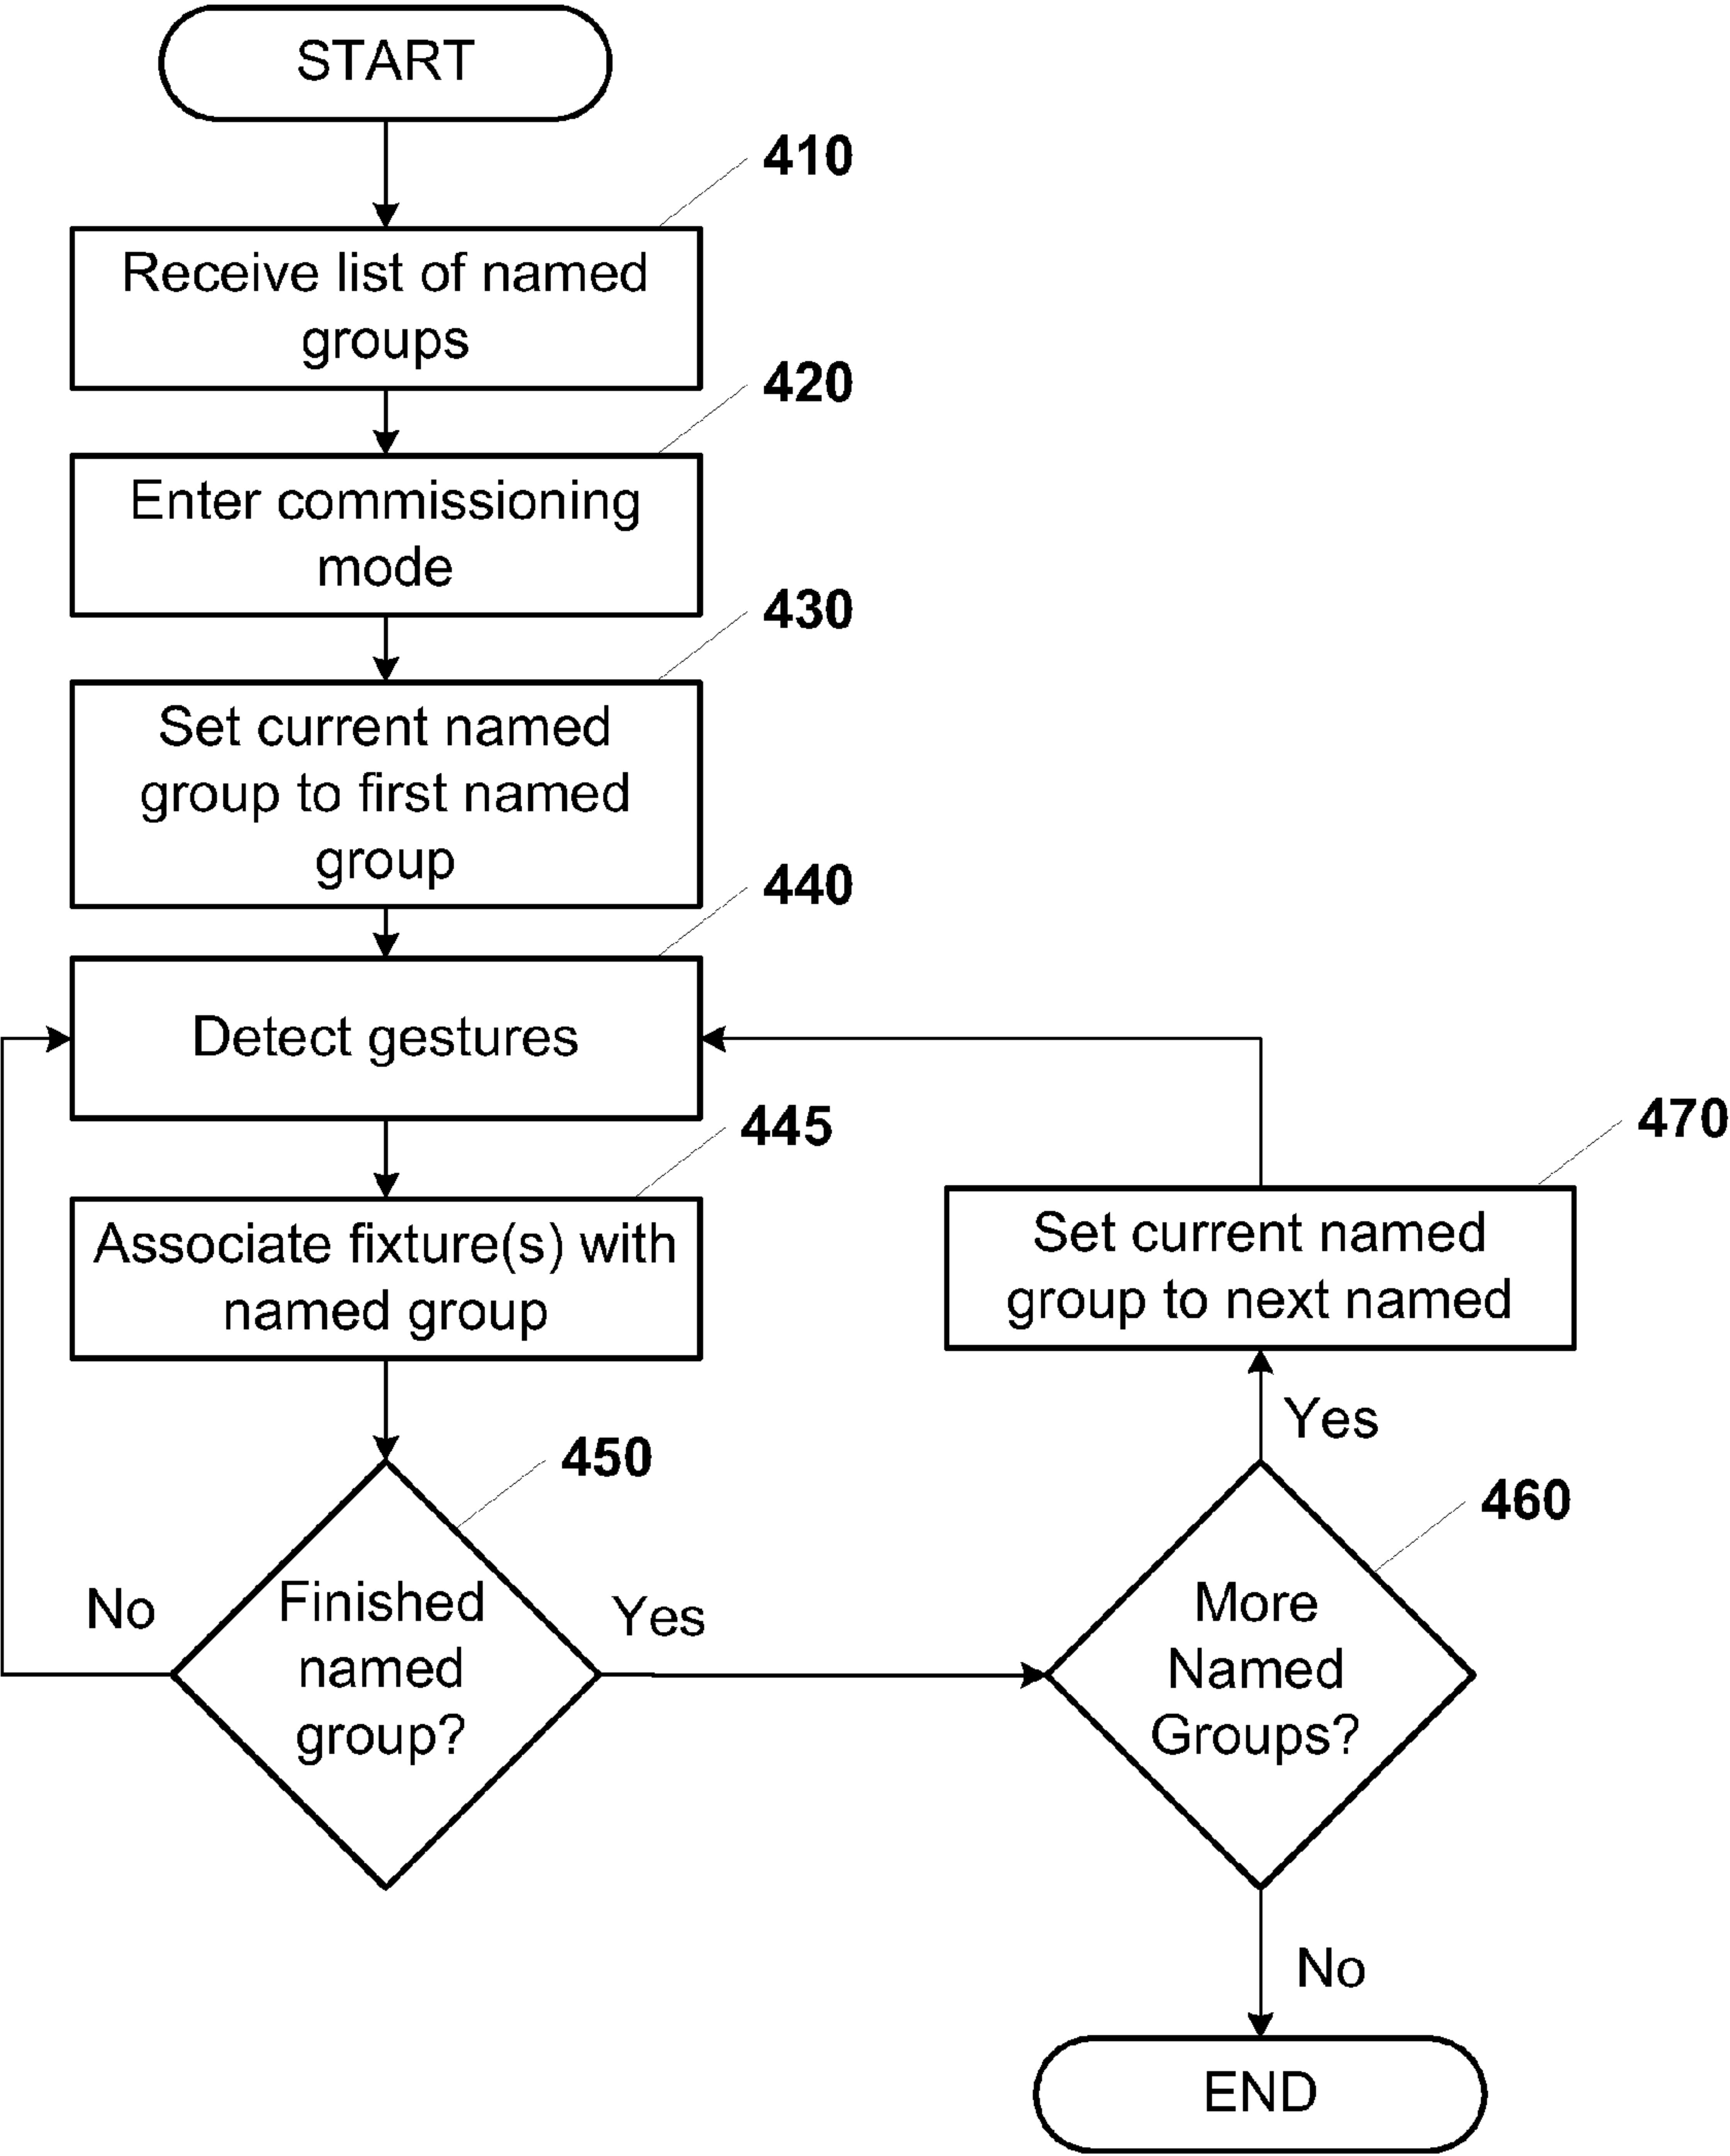 START
410
Receive list of named
groups
420
Enter commissioning
mode
430
Set current named
group to first named
group
440
Detect gestures
445
Associate fixture(s) with
named group
470
Set current named
group to next named
Yes
450
Finished
named
group?
No
Yes
460
More
Named
Groups?
No
END